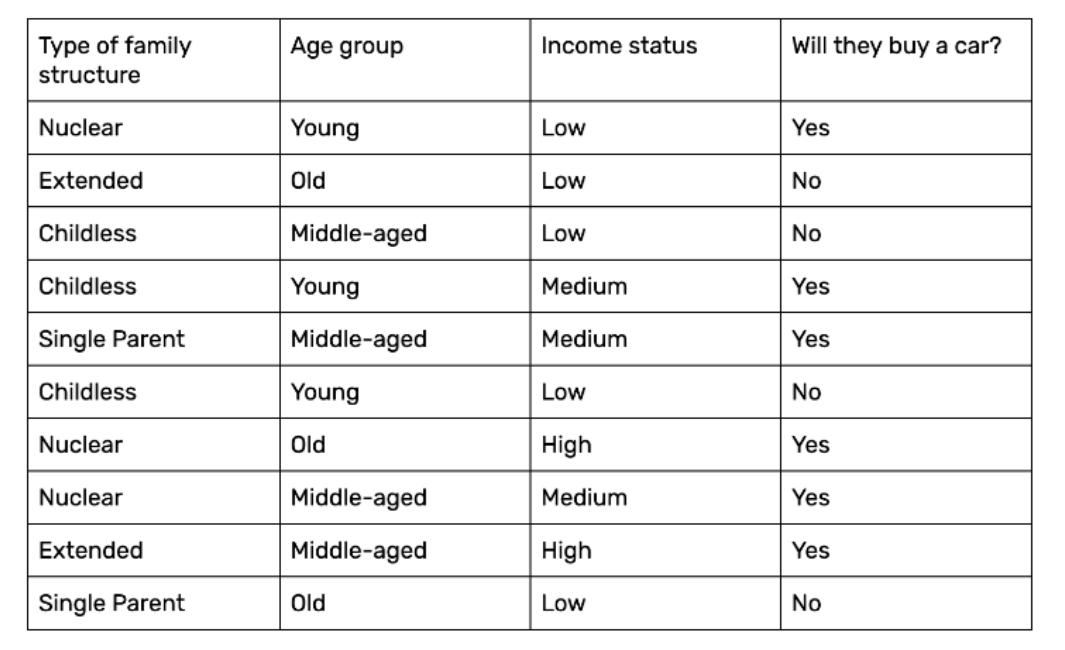 Type of family structure | Age group | Income status | Will they buy a car?
Nuclear | Young | Low | Yes
Extended | Old | Low | No
Childless | Middle-aged | Low | No
Childless | Young | Medium | Yes
Single Parent | Middle-aged | Medium | Yes
Childless | Young | Low | No
Nuclear | Old | High | Yes
Nuclear | Middle-aged | Medium | Yes
Extended | Middle-aged | High | Yes
Single Parent | Old | Low | No